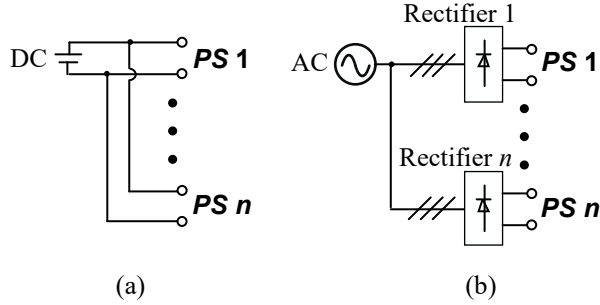 Rectifier 1
DC
PS 1
AC
PS 1
Rectifier n
PS n
PS n
(a)
(b)